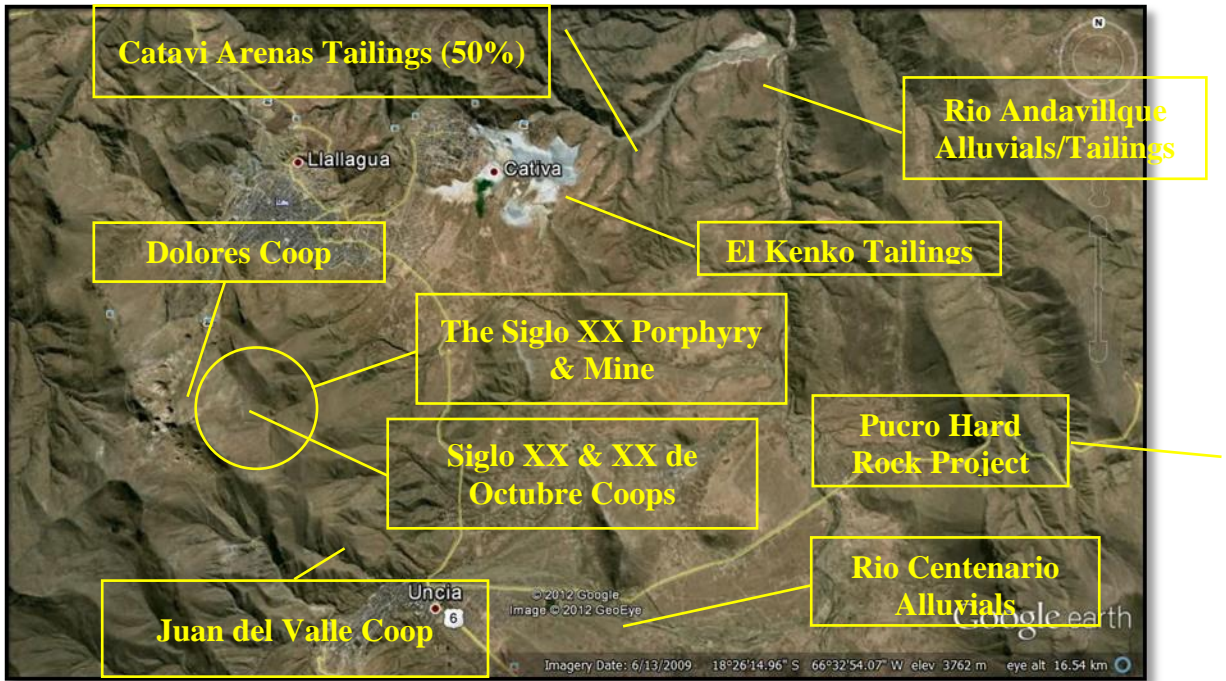 Catavi Arenas Tailings (50%)
N
Rio Andavillque
Alluvials/Tailings
Llallagua
Cativa
Dolores Coop
El Kenko Tailings
The Siglo XX Porphyry
& Mine
Pucro Hard
Rock Project
Siglo XX & XX de
Octubre Coops
Rio Centenario
Alluvials
Uncia
6
Juan del Valle Coop
© 2012 Google
Image © 2012 GeoEye
Google earth
Imagery Date: 6/13/2009 18°26'14.96" S 66°32'54.07" W elev 3762 m eye alt 16.54 km